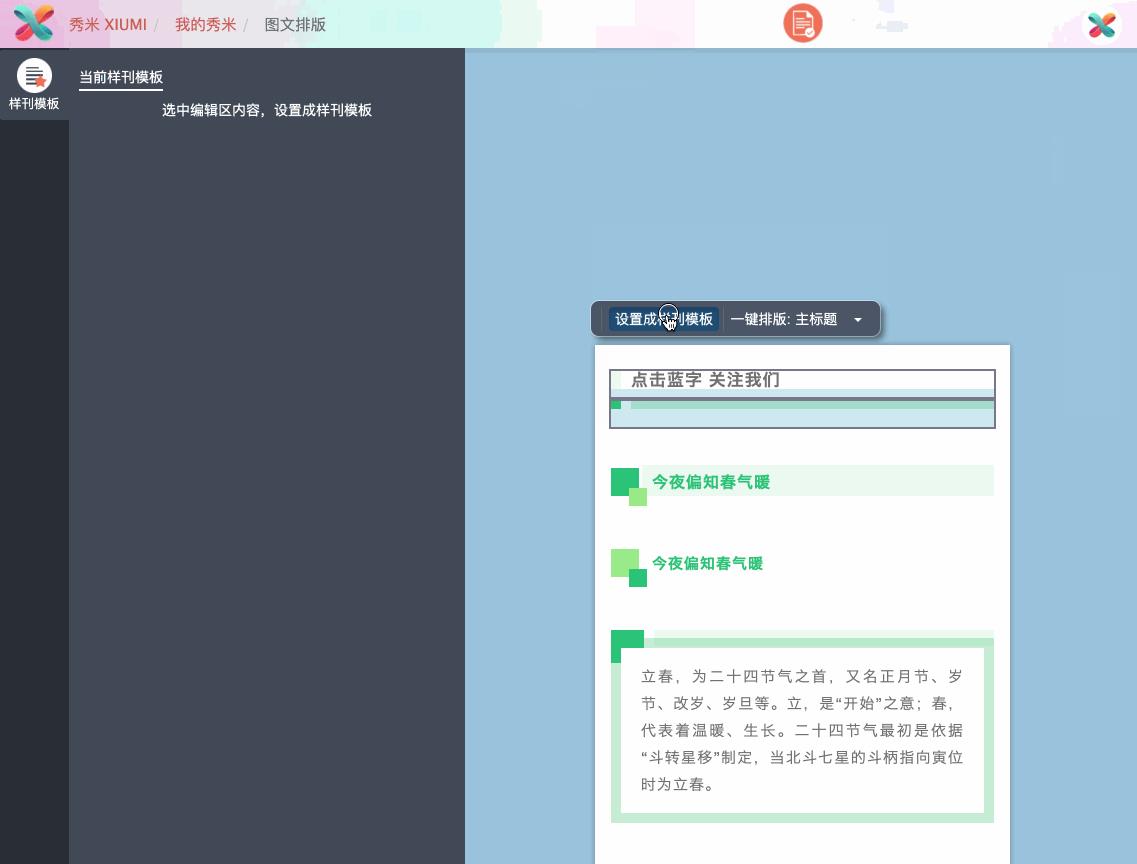 秀米 XIUMI / 我的秀米 / 图文排版
样刊模板
当前样刊模板
选中编辑区内容，设置成样刊模板
设置成样刊模板 一键排版: 主标题
点击蓝字 关注我们
今夜偏知春气暖
今夜偏知春气暖
立春，为二十四节气之首，又名正月节、岁
节、改岁、岁旦等。立，是“开始”之意；春，
代表着温暖、生长。二十四节气最初是依据
“斗转星移”制定，当北斗七星的斗柄指向寅位
时为立春。